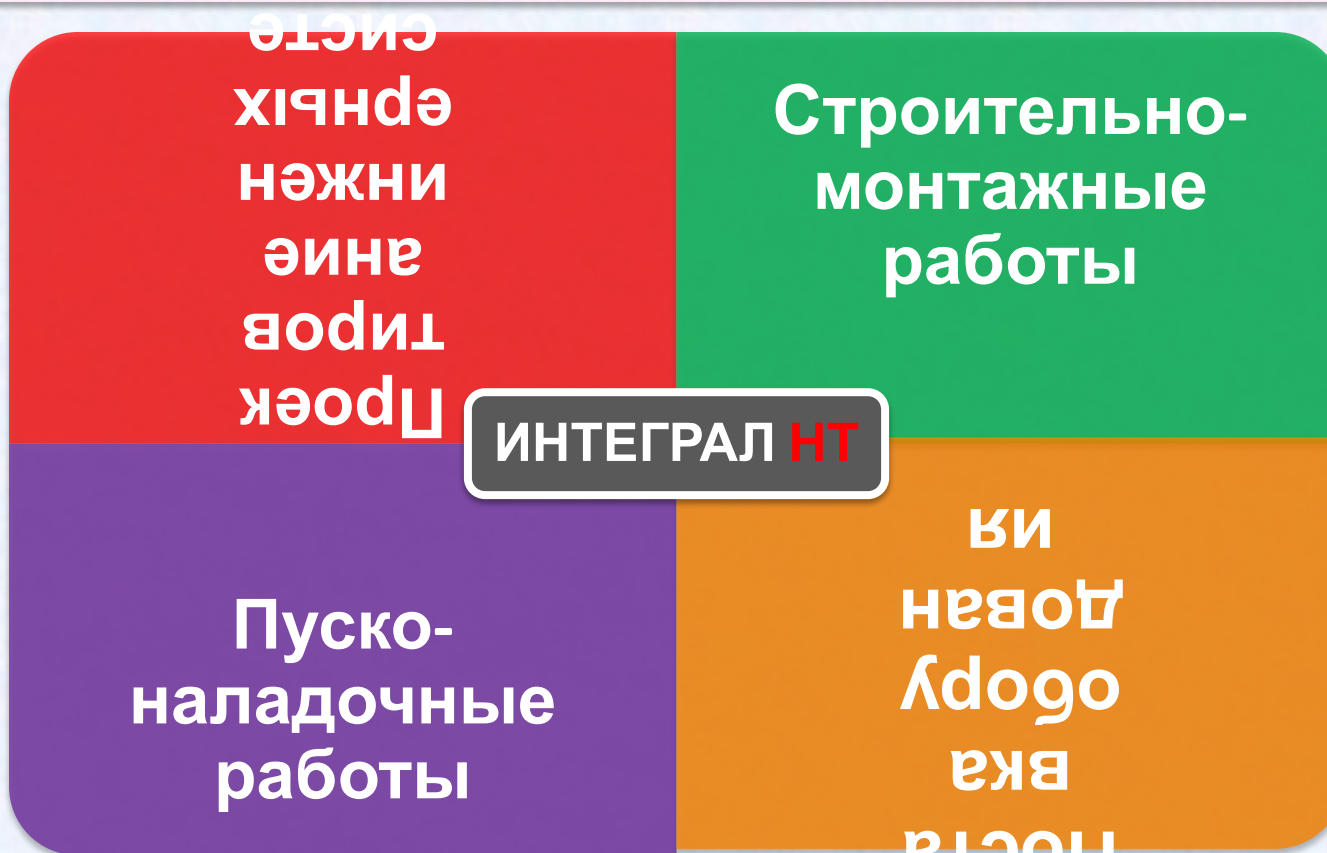 Проек
тиров
ание
инжен
ерных
систе
Строительно-
монтажные
работы
ИНТЕГРАЛ НТ
Пуско-
наладочные
работы
Поста
вка
обору
дован
ия